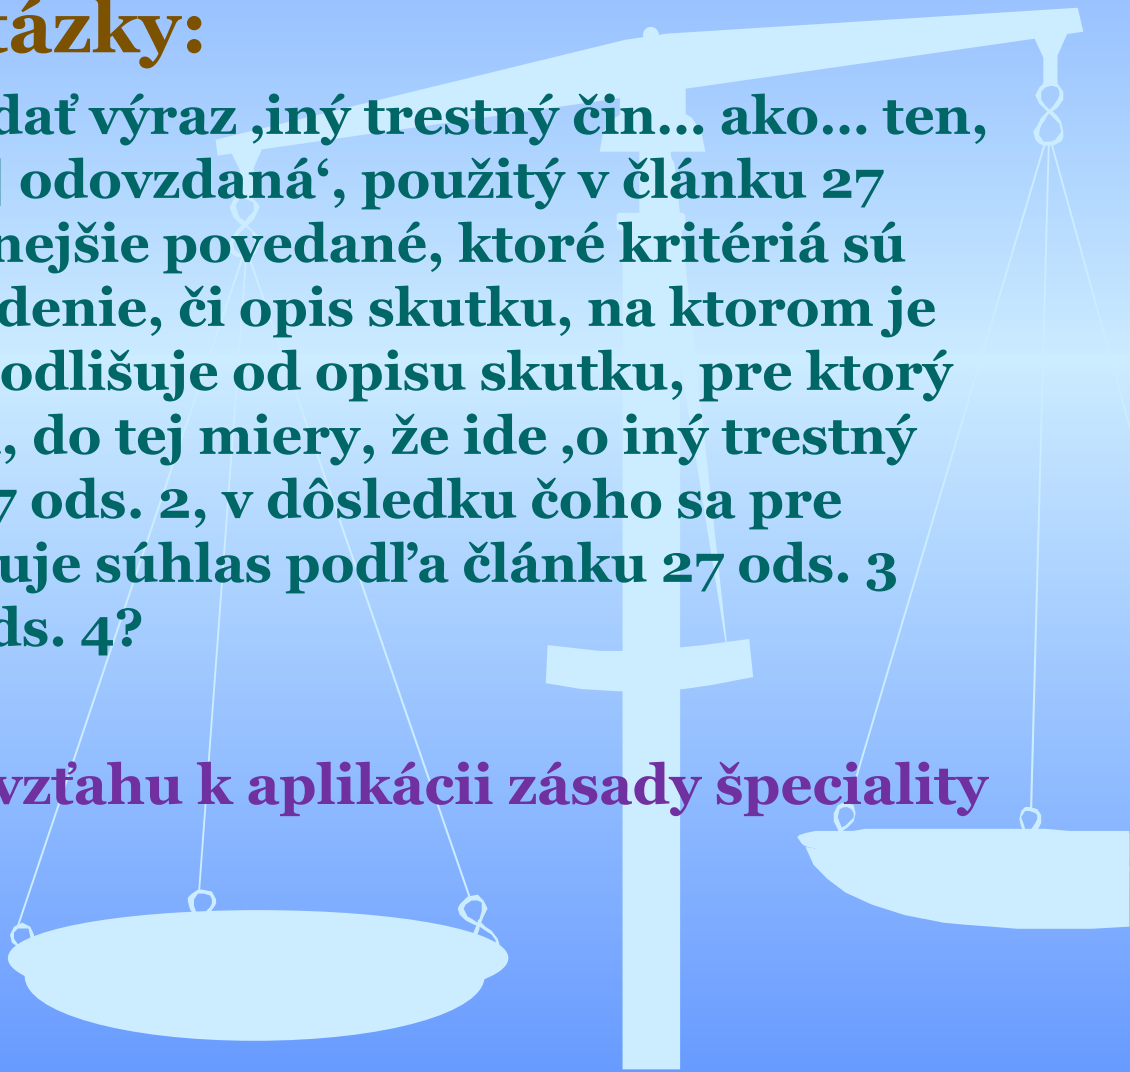 tázky:
dať výraz ‚iný trestný čin... ako... ten,
odovzdaná‘, použitý v článku 27
nejšie povedané, ktoré kritériá sú
denie, či opis skutku, na ktorom je
odlišuje od opisu skutku, pre ktorý
, do tej miery, že ide ‚o iný trestný
7 ods. 2, v dôsledku čoho sa pre
uje súhlas podľa článku 27 ods. 3
ds. 4?
vzťahu k aplikácii zásady špeciality